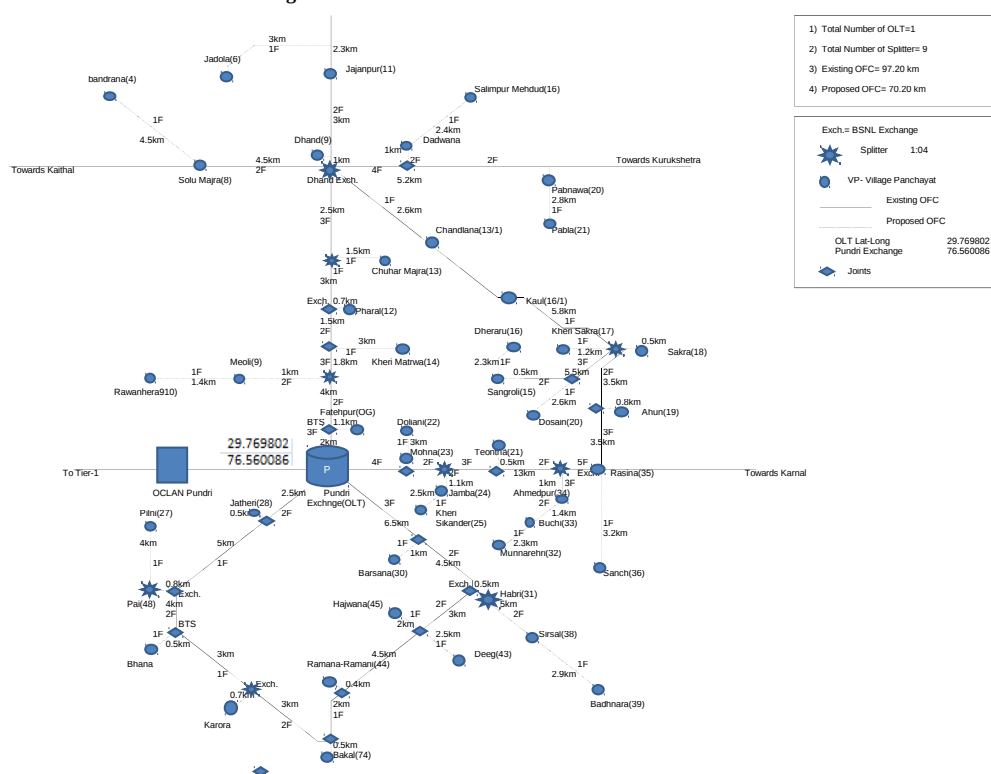 3km
1F
2.3km
Jadola(6)
Jajanpur(11)
bandrana(4)
Salimpur Mehdud(16)
1F
4.5km
2F
3km
1F
2.4km
Dadwana
Dhand(9)
1km
4.5km
2F
1km
4F
2F
5.2km
2F
Towards Kaithal
Towards Kurukshetra
Solu Majra(8)
Dhand Exch.
Pabnawa(20)
2.8km
1F
Pabla(21)
1F
2.6km
2.5km
3F
Chandlana(13/1)
1.5km
1F
1F
3km
Chuhar Majra(13)
Exch.
0.7km
Pharal(12)
1.5km
2F
Kaul(16/1)
5.8km
1F
Dheraru(16)
Kheri Sakra(17)
1F
1.2km
3F
0.5km
Sakra(18)
3km
1F
Kheri Matrwa(14)
3F
1.8km
Meoli(9)
1F
1.4km
1km
2F
Rawanhera910)
2.3km
1F
0.5km
2F
5.5km
Sangroli(15)
1F
2.6km
Dosain(20)
2F
3.5km
0.8km
Ahun(19)
3F
3.5km
4km
2F
Fatehpur(OG)
BTS
1.1km
3F
2km
Doliani(22)
1F
3km
Mohna(23)
Teontha(21)
29.769802
76.560086
P
To Tier-1
OCLAN Pundri
Pundri
Exchnge(OLT)
4F
2F
3F
2F
1.1km
Jamba(24)
0.5km
13km
2F
5F
Exch.
Rasina(35)
Towards Karnal
1km
3F
Ahmedpur(34)
2F
1.4km
Buchi(33)
1F
2.3km
Munnarehri(32)
1F
3.2km
Sanch(36)
2.5km
1F
Kheri
Sikander(25)
3F
6.5km
2.5km
2F
Jatheri(28)
0.5km
Pilni(27)
4km
1F
5km
1F
1F
1km
Barsana(30)
2F
4.5km
Exch.
0.5km
Habri(31)
5km
2F
0.8km
Exch.
Pai(48)
4km
2F
BTS
1F
0.5km
Bhana
Hajwana(45)
1F
2km
2F
3km
2.5km
1F
Deeg(43)
Sirsal(38)
1F
2.9km
Badhnara(39)
3km
1F
Exch.
0.7km
Karora
3km
2F
4.5km
Ramana-Ramani(44)
0.4km
2km
1F
0.5km
Bakal(74)
1) Total Number of OLT=1
2) Total Number of Splitter= 9
3) Existing OFC= 97.20 km
4) Proposed OFC= 70.20 km
Exch.= BSNL Exchange
Splitter 1:04
VP- Village Panchayat
Existing OFC
Proposed OFC
OLT Lat-Long 29.769802
Pundri Exchange 76.560086
Joints